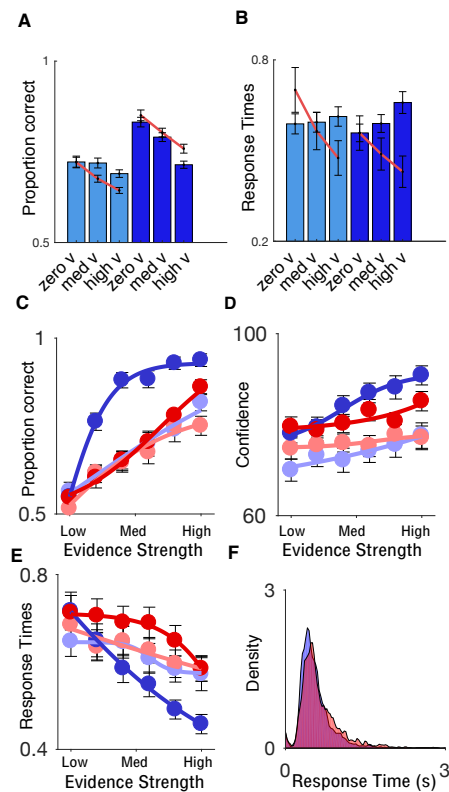 A
B
1
0.5
Proportion correct
zero v
med v
high v
zero v
med v
high v
0.8
0.2
Response Times
zero v
med v
high v
zero v
med v
high v
C
D
1
0.5
Proportion correct
Low Med High
Evidence Strength
100
60
Confidence
Low Med High
Evidence Strength
E
F
0.8
0.4
Response Times
Low Med High
Evidence Strength
3
0
Density
0 3
Response Time (s)